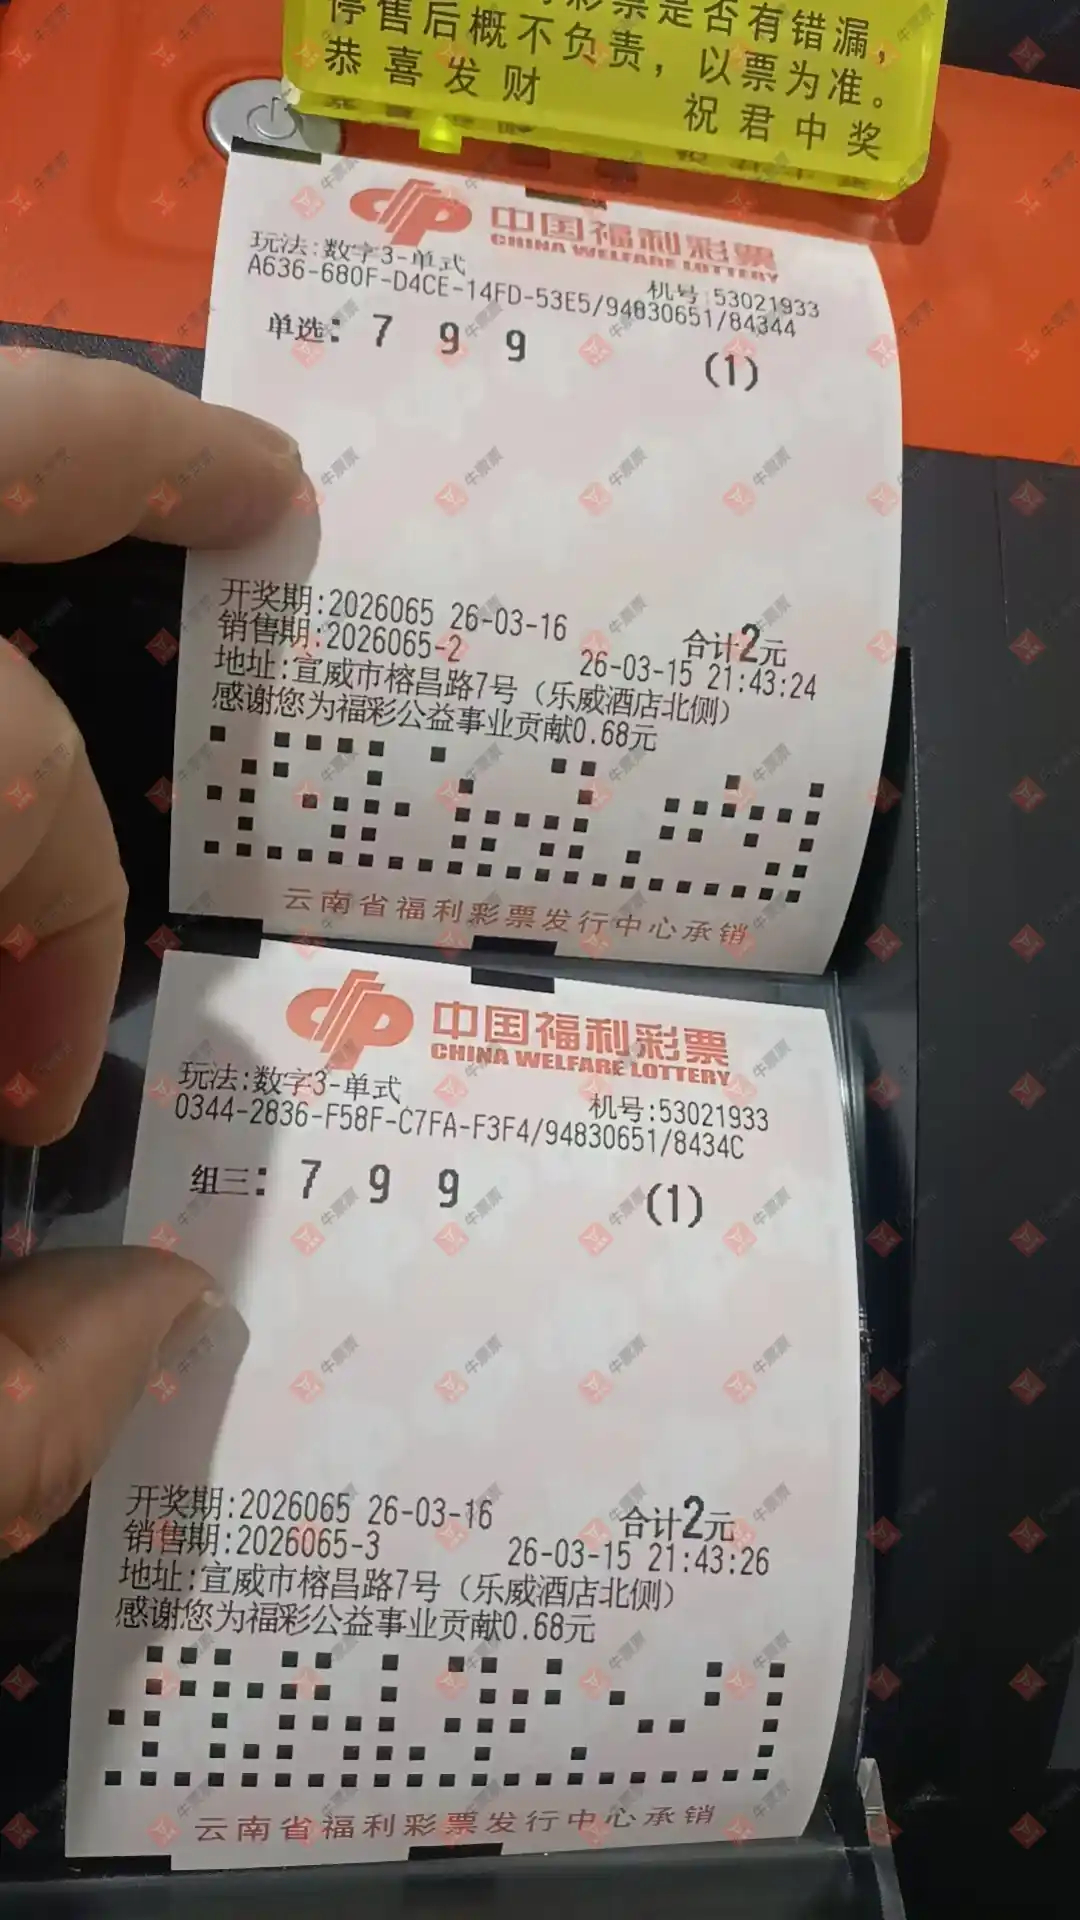 彩票是否有错漏，
停售后概不负责，以票为准。
恭喜发财 祝君中奖
中国福利彩票
CHINA WELFARE LOTTERY
玩法:数字3-单式 机号:53021933
A636-680F-D4CE-14FD-53E5/94830651/84344
单选: 7 9 9 (1)
开奖期:2026065 26-03-16 合计2元
销售期:2026065-2 26-03-15 21:43:24
地址:宣威市榕昌路7号（乐威酒店北侧）
感谢您为福彩公益事业贡献0.68元
云南省福利彩票发行中心承销
中国福利彩票
CHINA WELFARE LOTTERY
玩法:数字3-单式 机号:53021933
0344-2836-F58F-C7FA-F3F4/94830651/8434C
组三: 7 9 9 (1)
开奖期:2026065 26-03-16 合计2元
销售期:2026065-3 26-03-15 21:43:26
地址:宣威市榕昌路7号（乐威酒店北侧）
感谢您为福彩公益事业贡献0.68元
云南省福利彩票发行中心承销